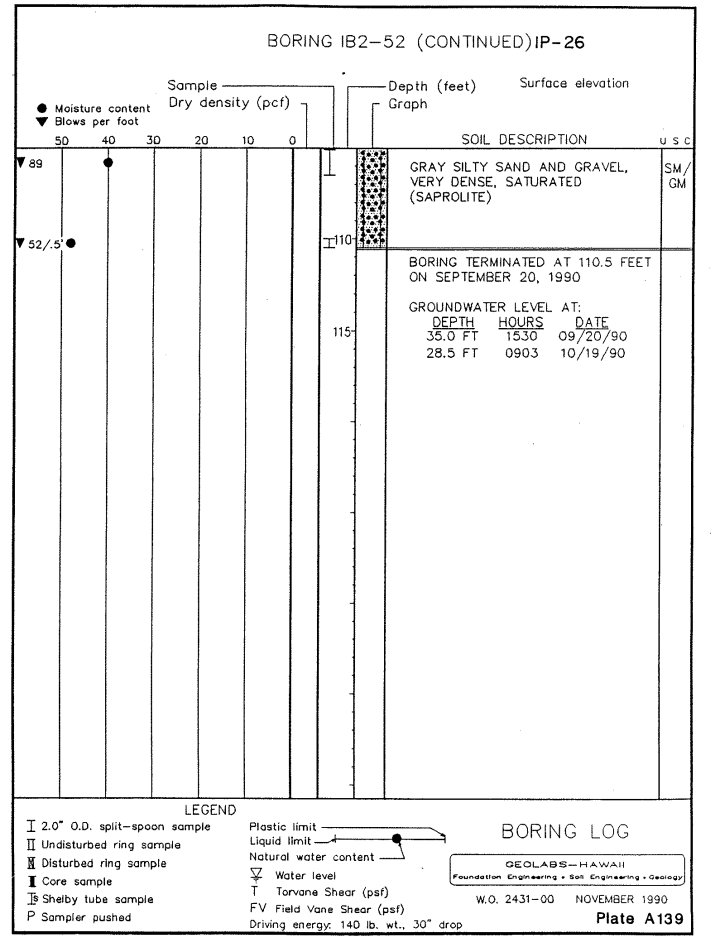 BORING IB2-52 (CONTINUED) IP-26
Sample
Depth (feet)
Surface elevation
Dry density (pcf)
Graph
● Moisture content
▼ Blows per foot
50 40 30 20 10 0
SOIL DESCRIPTION
U S C
▼ 89
GRAY SILTY SAND AND GRAVEL,
VERY DENSE, SATURATED
(SAPROLITE)
SM/
GM
▼ 52/.5'
110
BORING TERMINATED AT 110.5 FEET
ON SEPTEMBER 20, 1990
GROUNDWATER LEVEL AT:
DEPTH HOURS DATE
115
35.0 FT 1530 09/20/90
28.5 FT 0903 10/19/90
LEGEND
2.0" O.D. split-spoon sample
Undisturbed ring sample
Disturbed ring sample
Core sample
s Shelby tube sample
P Sampler pushed
Plastic limit
Liquid limit
Natural water content
Water level
T Torvane Shear (psf)
FV Field Vane Shear (psf)
Driving energy: 140 lb. wt., 30" drop
BORING LOG
GEOLABS-HAWAII
Foundation Engineering • Soil Engineering • Geology
W.O. 2431-00 NOVEMBER 1990
Plate A139